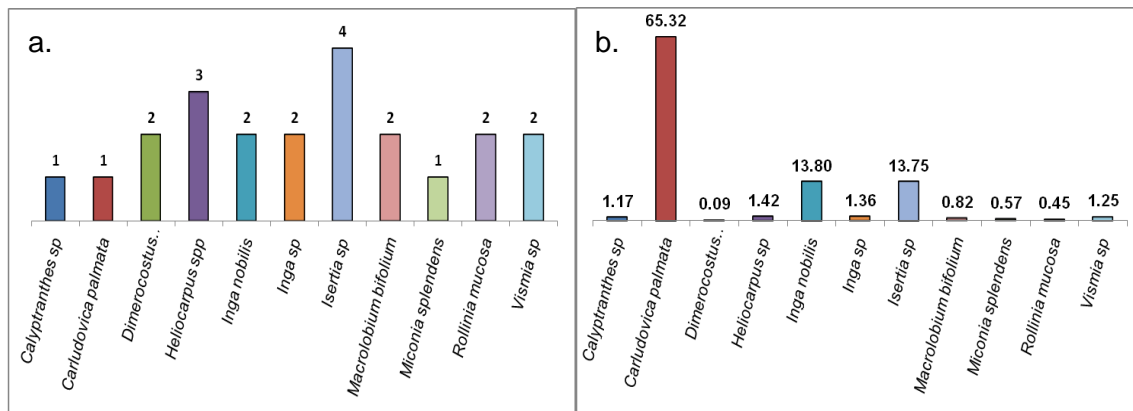 a.
1
1
2
3
2
2
4
2
1
2
2
Calyptranthes sp
Carludovica palmata
Dimerocostus..
Heliocarpus spp
Inga nobilis
Inga sp
Isertia sp
Macrolobium bifolium
Miconia splendens
Rollinia mucosa
Vismia sp
b.
1.17
65.32
0.09
1.42
13.80
1.36
13.75
0.82
0.57
0.45
1.25
Calyptranthes sp
Carludovica palmata
Dimerocostus...
Heliocarpus sp
Inga nobilis
Inga sp
Isertia sp
Macrolobium bifolium
Miconia splendens
Rollinia mucosa
Vismia sp